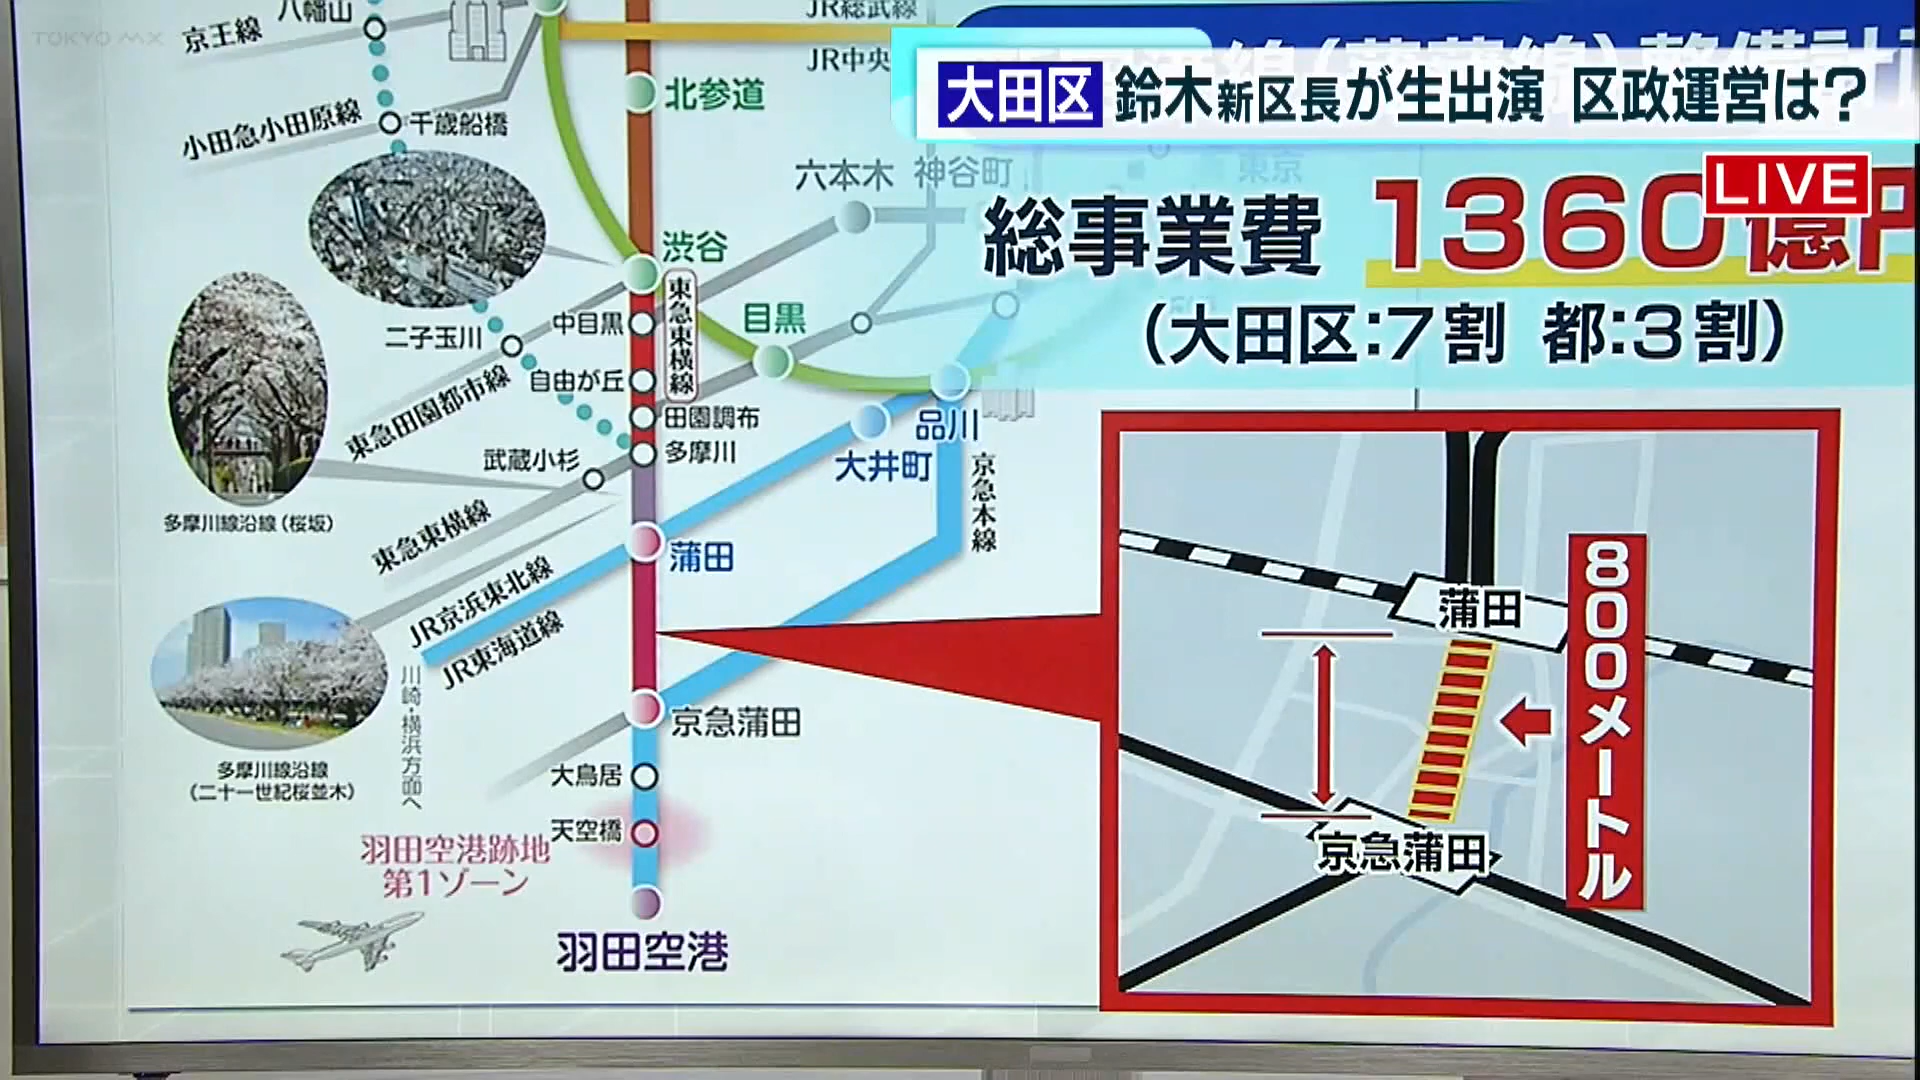 TOKYO MX
八幡山
京王線
JR総武線
JR中央
北参道
大田区 鈴木新区長が生出演 区政運営は?
LIVE
小田急小田原線
千歳船橋
六本木
神谷町
東京
総事業費 1360億円
(大田区:7割 都:3割)
渋谷
東急東横線
中目黒
目黒
二子玉川
自由が丘
東急田園都市線
田園調布
品川
多摩川
武蔵小杉
大井町
京急本線
多摩川線沿線(桜坂)
東急東横線
蒲田
JR京浜東北線
JR東海道線
川崎・横浜方面へ
京急蒲田
多摩川線沿線
(二十一世紀桜並木)
大鳥居
天空橋
羽田空港跡地
第1ゾーン
羽田空港
蒲田
800メートル
京急蒲田